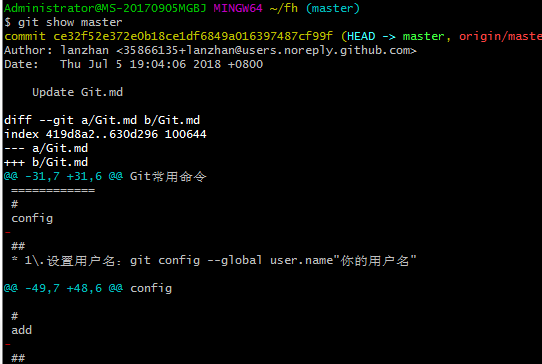 Administrator@MS-20170905MGBJ MINGW64 ~/fh (master)
$ git show master
commit ce32f52e372e0b18ce1df6849a016397487cf99f (HEAD -> master, origin/maste
Author: lanzhan <35866135+lanzhan@users.noreply.github.com>
Date:   Thu Jul 5 19:04:06 2018 +0800
    Update Git.md
diff --git a/Git.md b/Git.md
index 419d8a2..630d296 100644
--- a/Git.md
+++ b/Git.md
@@ -31,7 +31,6 @@ Git常用命令
 ============
 #
 config
-
 ##
 * 1\.设置用户名：git config --global user.name"你的用户名"
@@ -49,7 +48,6 @@ config
 #
 add
-
 ##